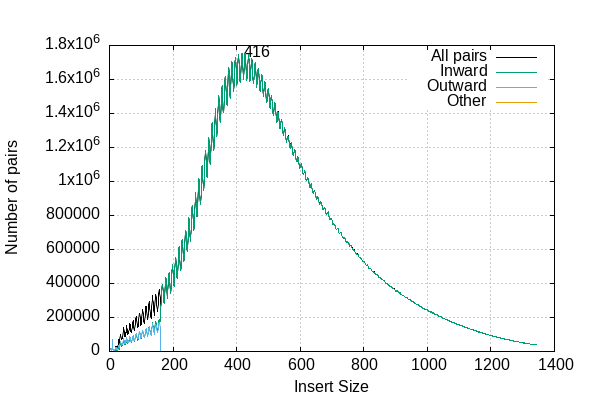 1.8x10^6
1.6x10^6
1.4x10^6
1.2x10^6
1x10^6
800000
600000
400000
200000
0
Number of pairs
416
All pairs
Inward
Outward
Other
0 200 400 600 800 1000 1200 1400
Insert Size